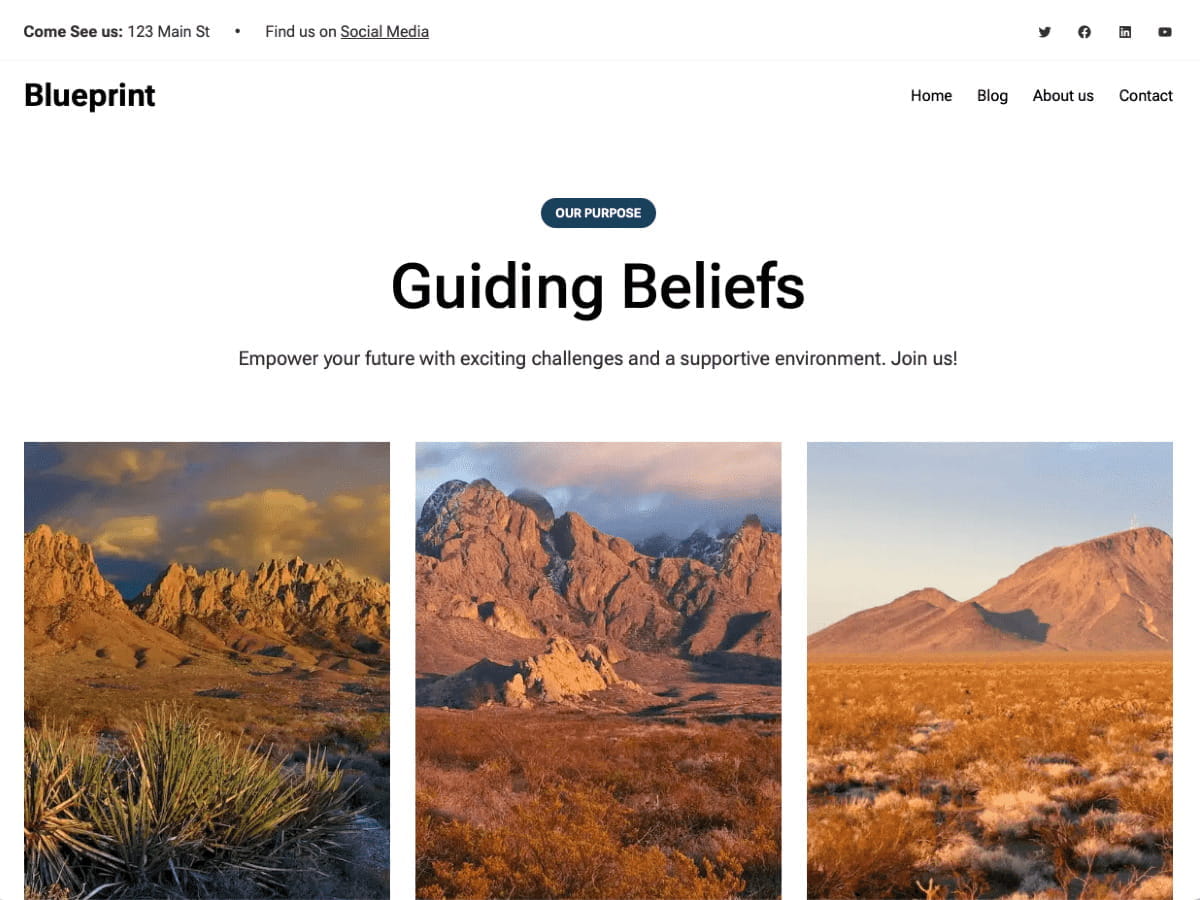 Come See us: 123 Main St • Find us on Social Media
Blueprint
Home Blog About us Contact
OUR PURPOSE
Guiding Beliefs
Empower your future with exciting challenges and a supportive environment. Join us!